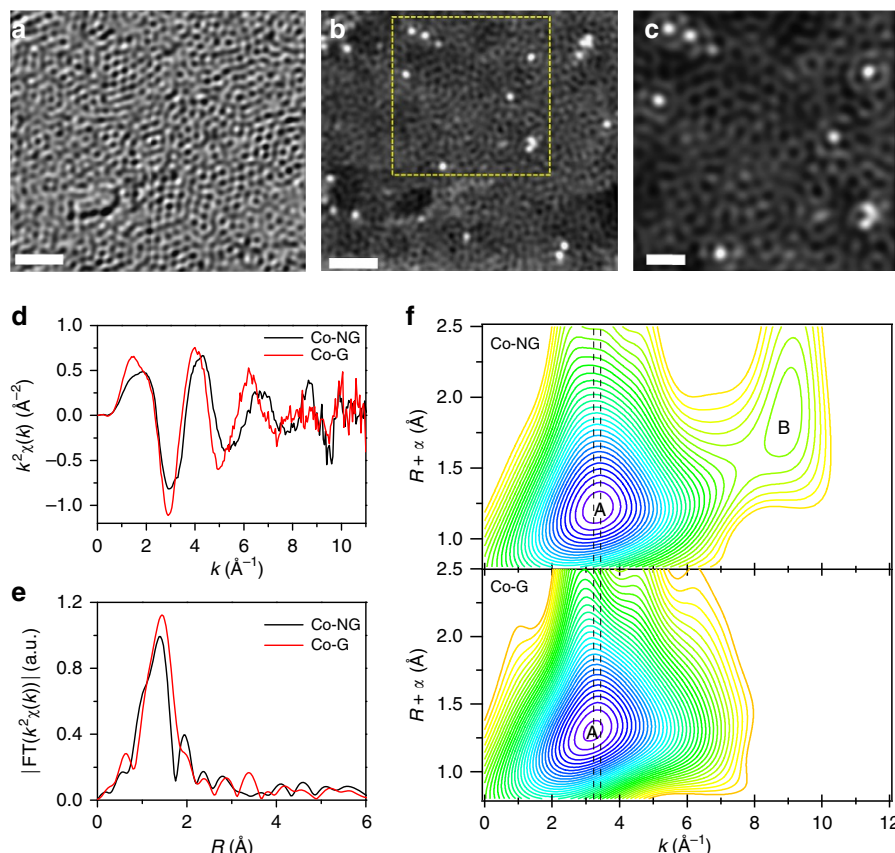 a
b
c
d
1.0
0.5
0.0
–0.5
–1.0
k²χ(k) (Å⁻²)
Co-NG
Co-G
0 2 4 6 8 10
k (Å⁻¹)
e
1.2
0.8
0.4
0.0
|FT(k²χ(k))| (a.u.)
Co-NG
Co-G
0 2 4 6
R (Å)
f
Co-NG
2.5
2.0
1.5
1.0
R + α (Å)
A
B
Co-G
2.5
2.0
1.5
1.0
R + α (Å)
A
0 2 4 6 8 10 12
k (Å⁻¹)